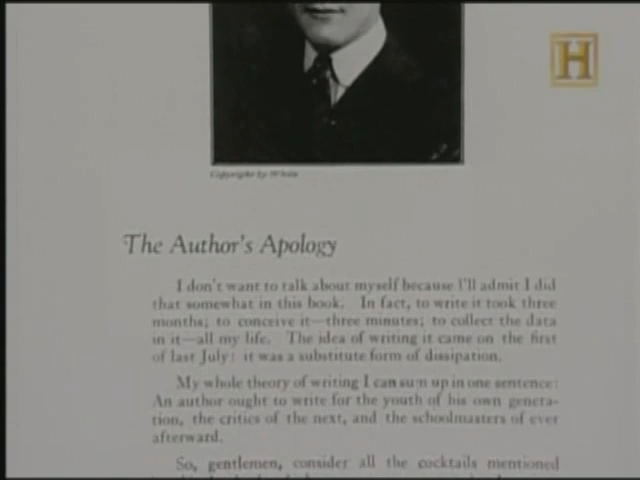 H
Copyright by White
The Author's Apology
I don't want to talk about myself because I'll admit I did
that somewhat in this book. In fact, to write it took three
months; to conceive it—three minutes; to collect the data
in it—all my life. The idea of writing it came on the first
of last July: it was a substitute form of dissipation.
My whole theory of writing I can sum up in one sentence:
An author ought to write for the youth of his own genera-
tion, the critics of the next, and the schoolmasters of ever
afterward.
So, gentlemen, consider all the cocktails mentioned